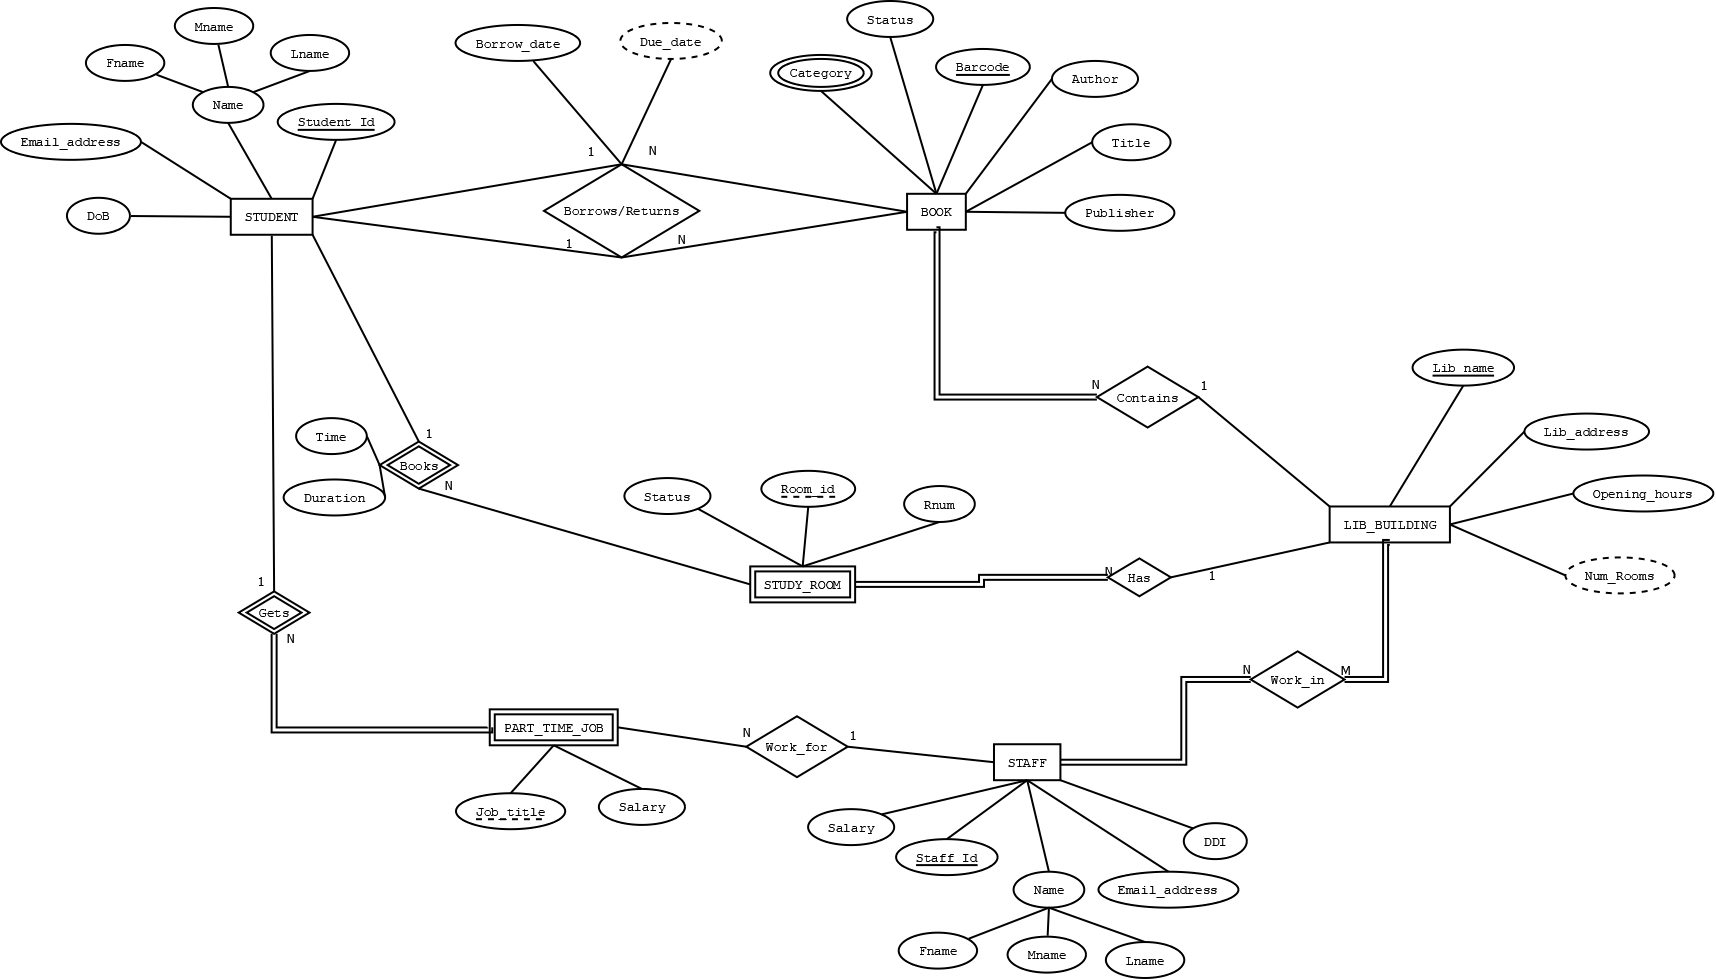 Status
Mname
Borrow_date
Due_date
Lname
Fname
Category
Barcode
Author
Name
Student_Id
Email_address
Title
1
N
DoB
STUDENT
Borrows/Returns
BOOK
Publisher
1
N
Lib_name
N
1
Contains
Lib_address
Time
1
Books
N
Duration
Status
Room_id
Rnum
Opening_hours
LIB_BUILDING
1
STUDY_ROOM
N
Has
1
Num_Rooms
Gets
N
N
Work_in
M
PART_TIME_JOB
N
Work_for
1
STAFF
Job_title
Salary
Salary
Staff_Id
DDI
Name
Email_address
Fname
Mname
Lname